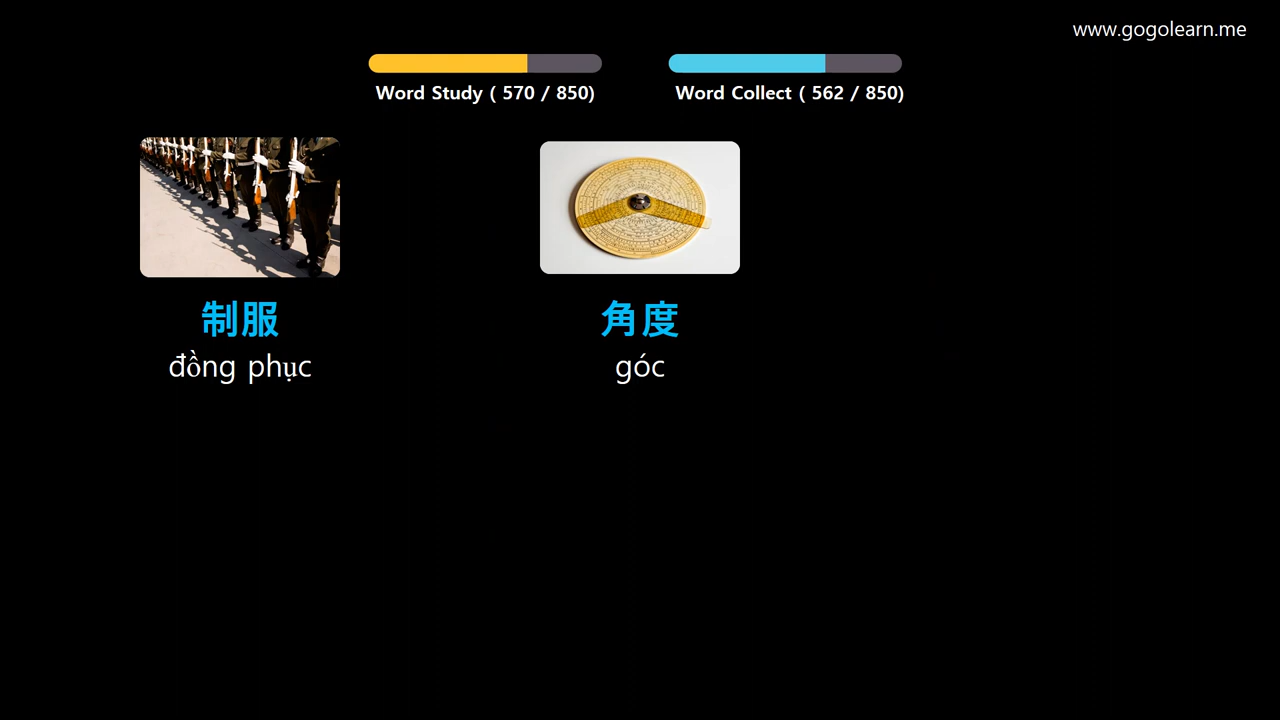 www.gogolearn.me
Word Study ( 570 / 850)
Word Collect ( 562 / 850)
制服
đồng phục
角度
góc